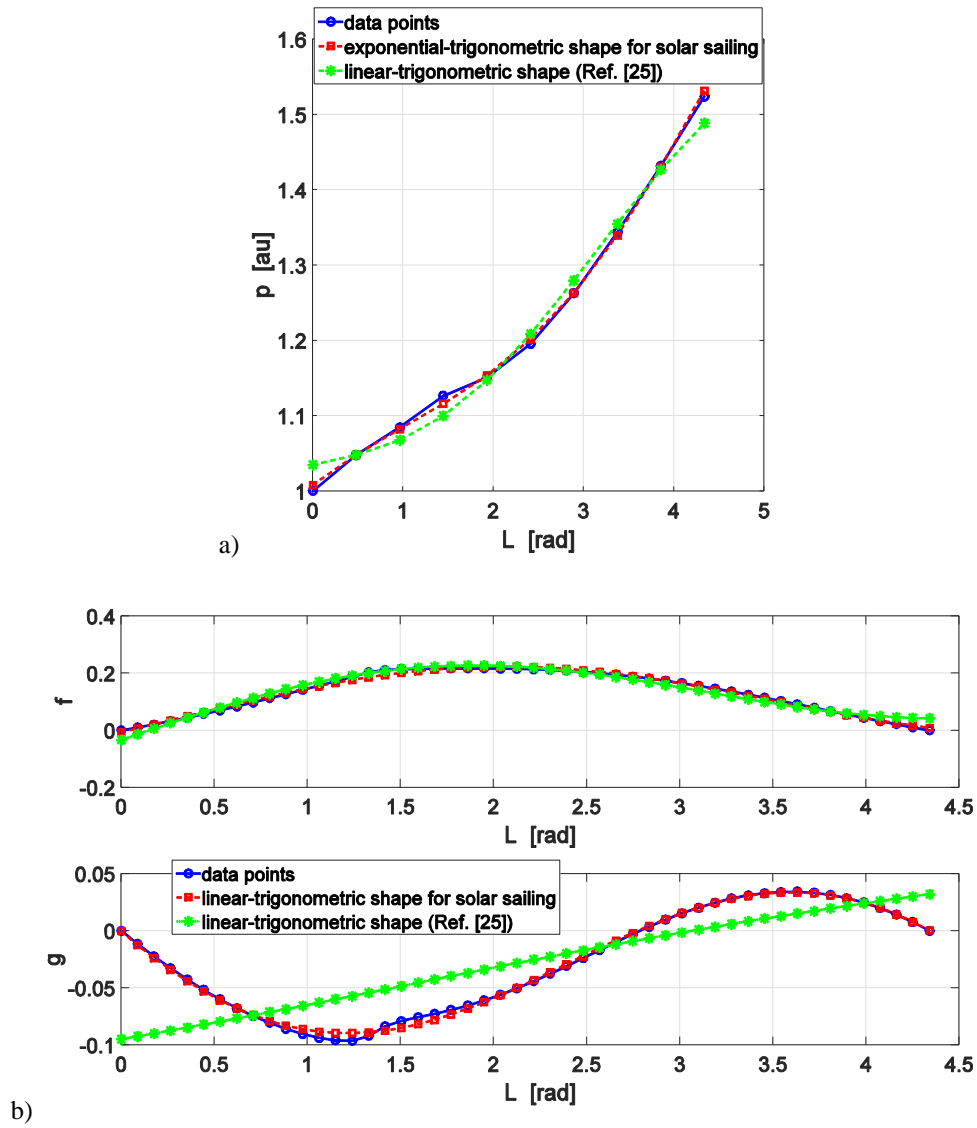 data points
exponential-trigonometric shape for solar sailing
linear-trigonometric shape (Ref. [25])
1.6
1.5
1.4
1.3
1.2
1.1
1
p [au]
0 1 2 3 4 5
L [rad]
a)
0.4
0.2
0
-0.2
f
0 0.5 1 1.5 2 2.5 3 3.5 4 4.5
L [rad]
data points
linear-trigonometric shape for solar sailing
linear-trigonometric shape (Ref. [25])
0.05
0
-0.05
-0.1
g
0 0.5 1 1.5 2 2.5 3 3.5 4 4.5
L [rad]
b)